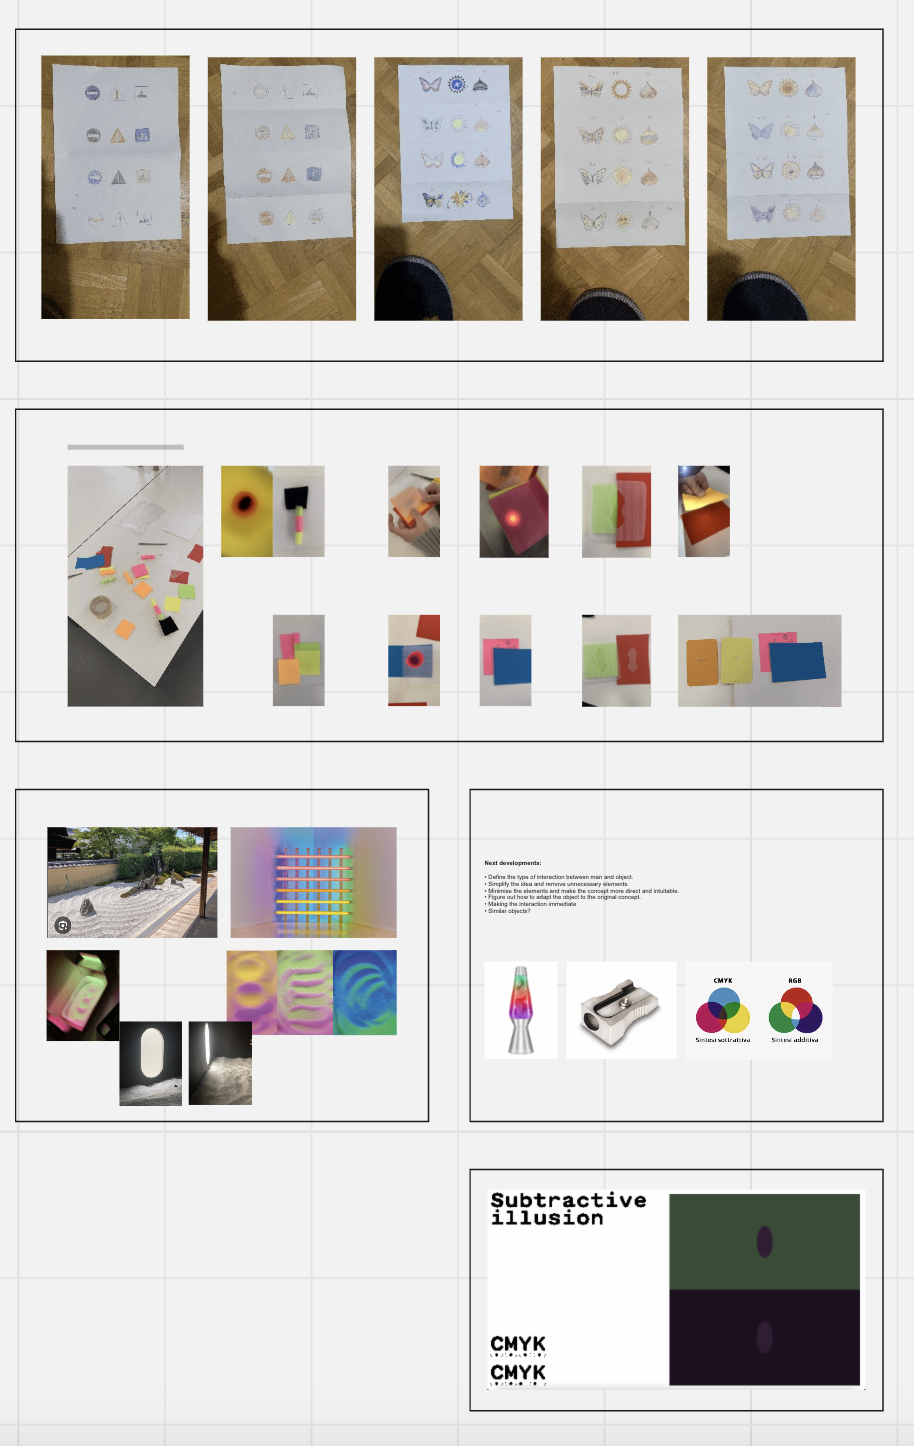 Next developments:
• Define the type of interaction between man and object.
• Simplify the idea and remove unnecessary elements.
• Minimise the elements and make the concept more direct and intuitable.
• Figure out how to adapt the object to the original concept.
• Making the interaction immediate
• Similar objects?
CMYK
RGB
Sintesi sottrattiva
Sintesi additiva
Subtractive
illusion
CMYK
CMYK